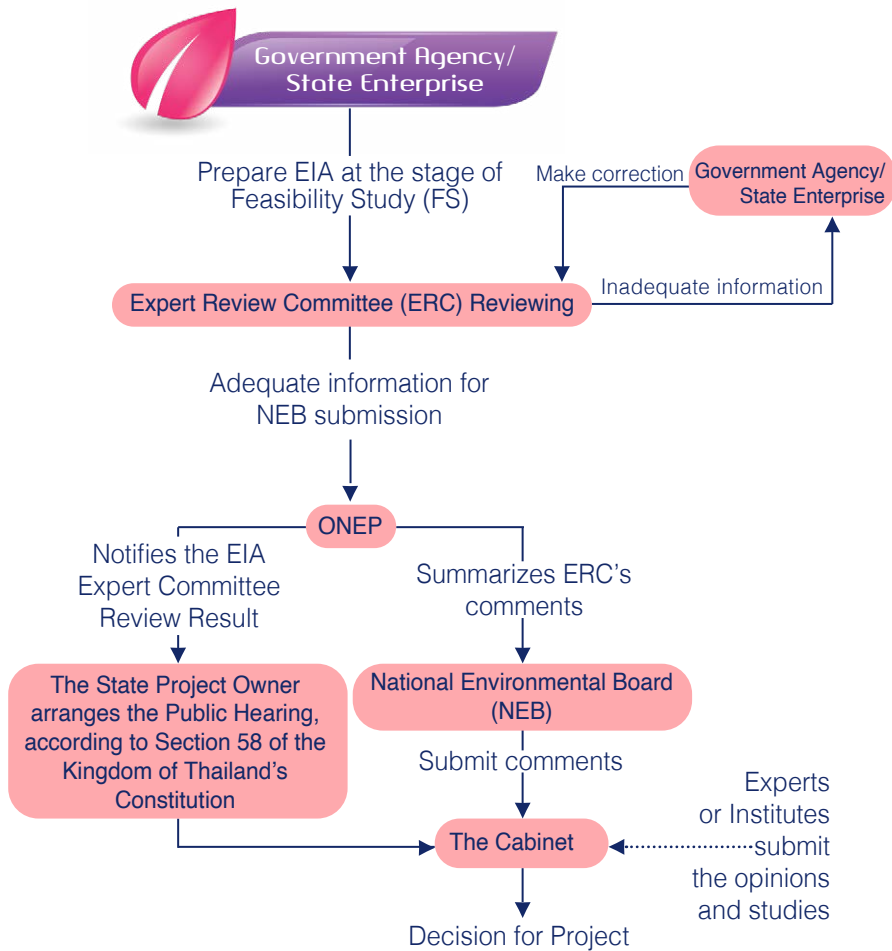 Government Agency/
State Enterprise
Prepare EIA at the stage of
Feasibility Study (FS)
Make correction
Government Agency/
State Enterprise
Inadequate information
Expert Review Committee (ERC) Reviewing
Adequate information for
NEB submission
ONEP
Notifies the EIA
Expert Committee
Review Result
Summarizes ERC's
comments
The State Project Owner
arranges the Public Hearing,
according to Section 58 of the
Kingdom of Thailand's
Constitution
National Environmental Board
(NEB)
Submit comments
The Cabinet
Experts
or Institutes
submit
the opinions
and studies
Decision for Project